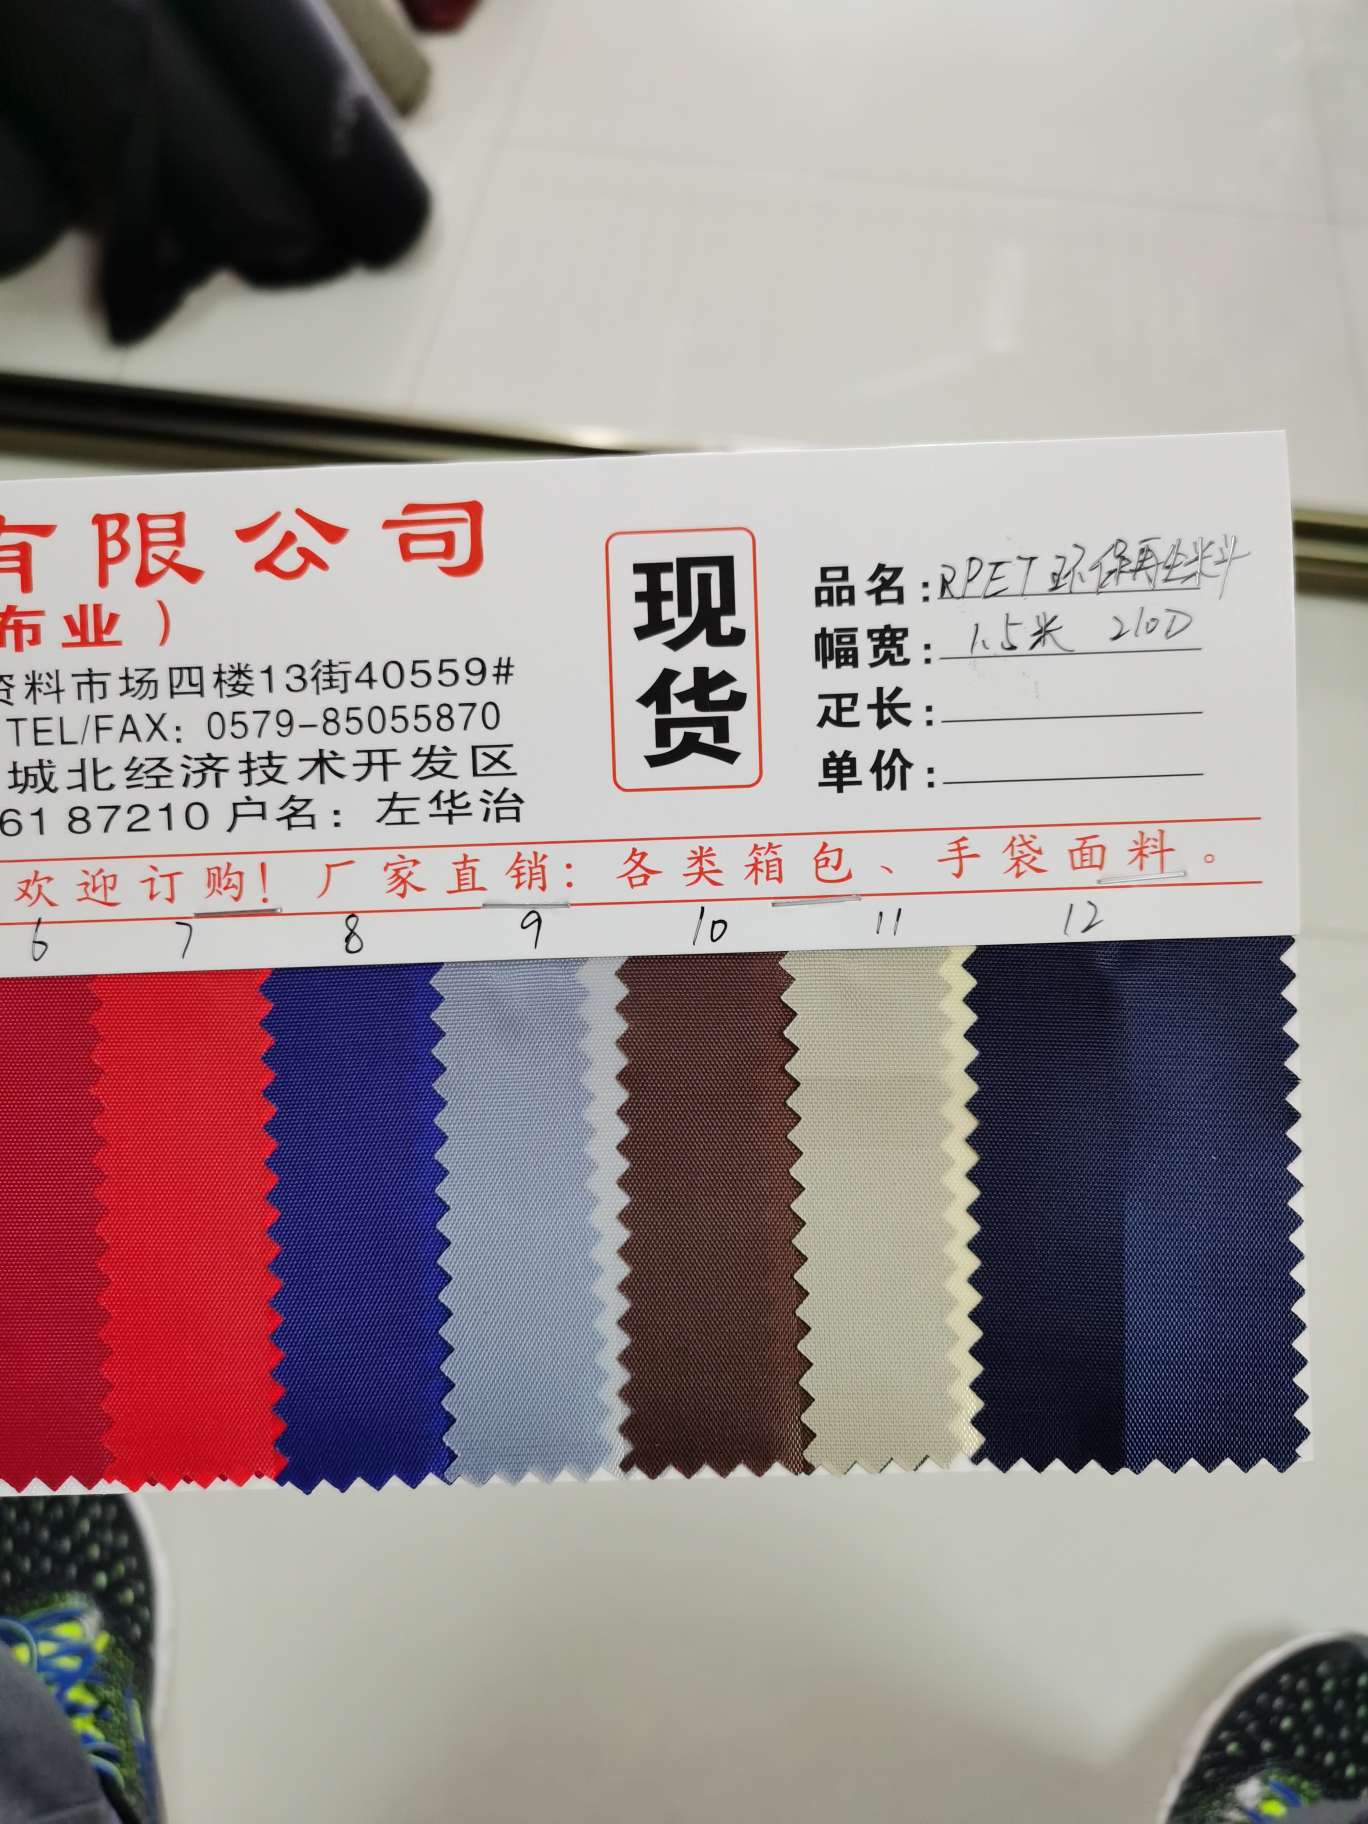 有限公司
布业）
资料市场四楼13街40559#
TEL/FAX: 0579-85055870
城北经济技术开发区
61 87210 户名：左华治
现货
品名：RPET环保再生料
幅宽：1.5米 210D
疋长：
单价：
欢迎订购！厂家直销：各类箱包、手袋面料。
6 7 8 9 10 11 12